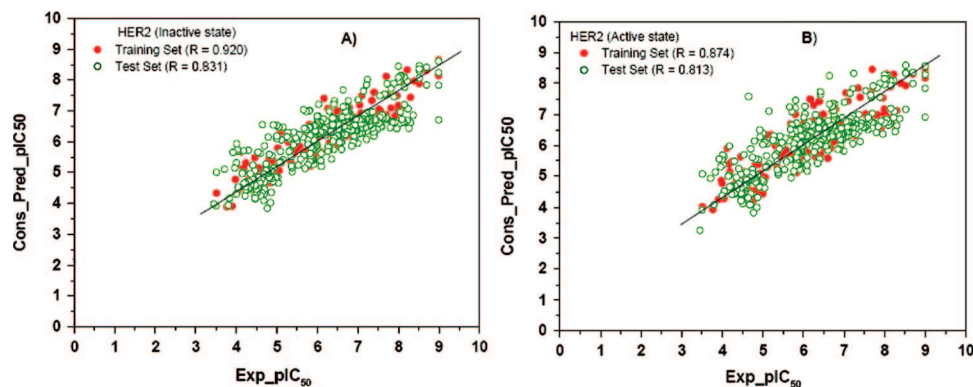 HER2 (Inactive state)
Training Set (R = 0.920)
Test Set (R = 0.831)
A)
Cons_Pred_pIC50
10
9
8
7
6
5
4
3
2
1
0
0 1 2 3 4 5 6 7 8 9 10
Exp_pIC50
HER2 (Active state)
Training Set (R = 0.874)
Test Set (R = 0.813)
B)
Cons_Pred_pIC50
10
9
8
7
6
5
4
3
2
1
0
0 1 2 3 4 5 6 7 8 9 10
Exp_pIC50